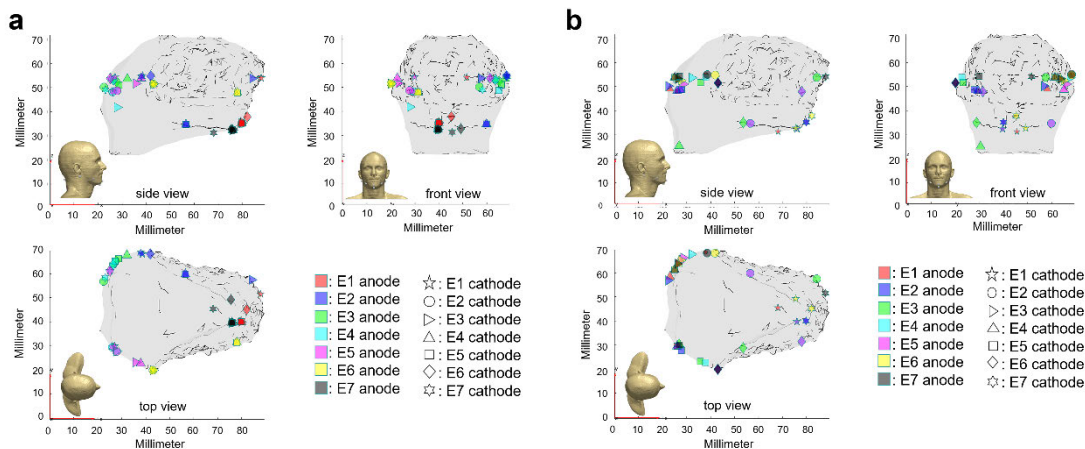 a
70
60
50
40
30
20
10
0
side view
0 10 20 30 40 50 60 70 80
Millimeter
Millimeter
70
60
50
40
30
20
10
0
front view
0 10 20 30 40 50 60
Millimeter
70
60
50
40
30
20
10
0
top view
0 10 20 30 40 50 60 70 80
Millimeter
Millimeter
: E1 anode : E1 cathode
: E2 anode : E2 cathode
: E3 anode : E3 cathode
: E4 anode : E4 cathode
: E5 anode : E5 cathode
: E6 anode : E6 cathode
: E7 anode : E7 cathode
b
70
60
50
40
30
20
10
0
side view
0 10 20 30 40 50 60 70 80
Millimeter
Millimeter
70
60
50
40
30
20
10
0
front view
0 10 20 30 40 50 60
Millimeter
70
60
50
40
30
20
10
0
top view
0 10 20 30 40 50 60 70 80
Millimeter
Millimeter
: E1 anode : E1 cathode
: E2 anode : E2 cathode
: E3 anode : E3 cathode
: E4 anode : E4 cathode
: E5 anode : E5 cathode
: E6 anode : E6 cathode
: E7 anode : E7 cathode